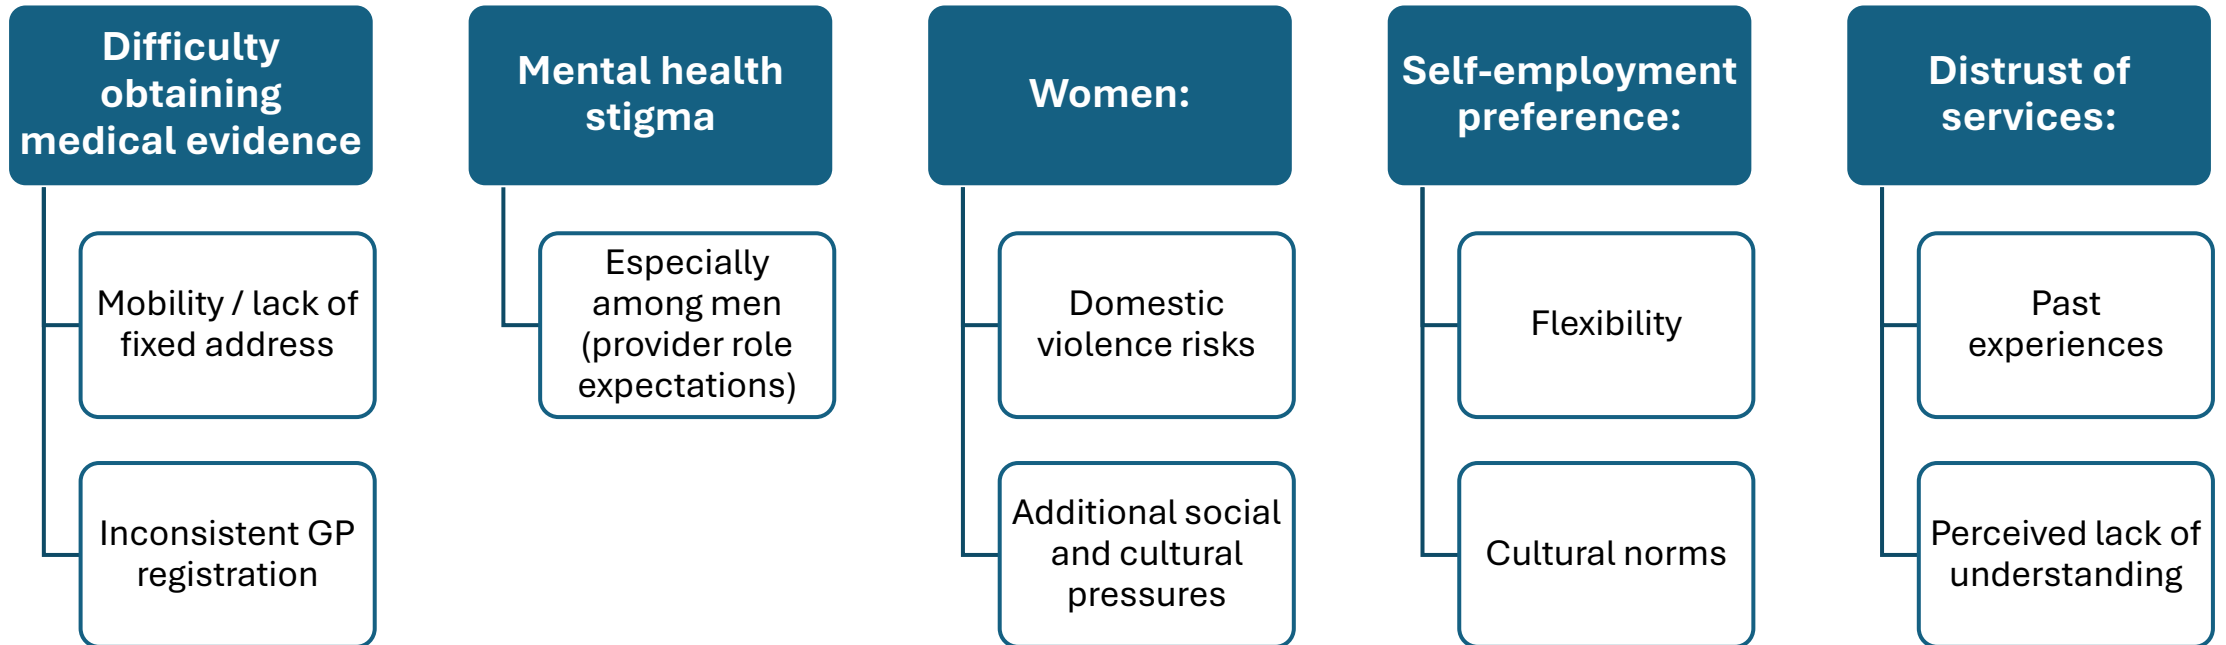 Difficulty
obtaining
medical evidence
Mobility / lack of
fixed address
Inconsistent GP
registration
Mental health
stigma
Especially
among men
(provider role
expectations)
Women:
Domestic
violence risks
Additional social
and cultural
pressures
Self-employment
preference:
Flexibility
Cultural norms
Distrust of
services:
Past
experiences
Perceived lack of
understanding